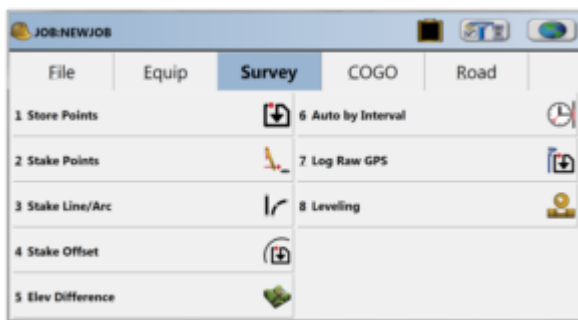 JOB:NEWJOB
File Equip Survey COGO Road
1 Store Points
2 Stake Points
3 Stake Line/Arc
4 Stake Offset
5 Elev Difference
6 Auto by Interval
7 Log Raw GPS
8 Leveling